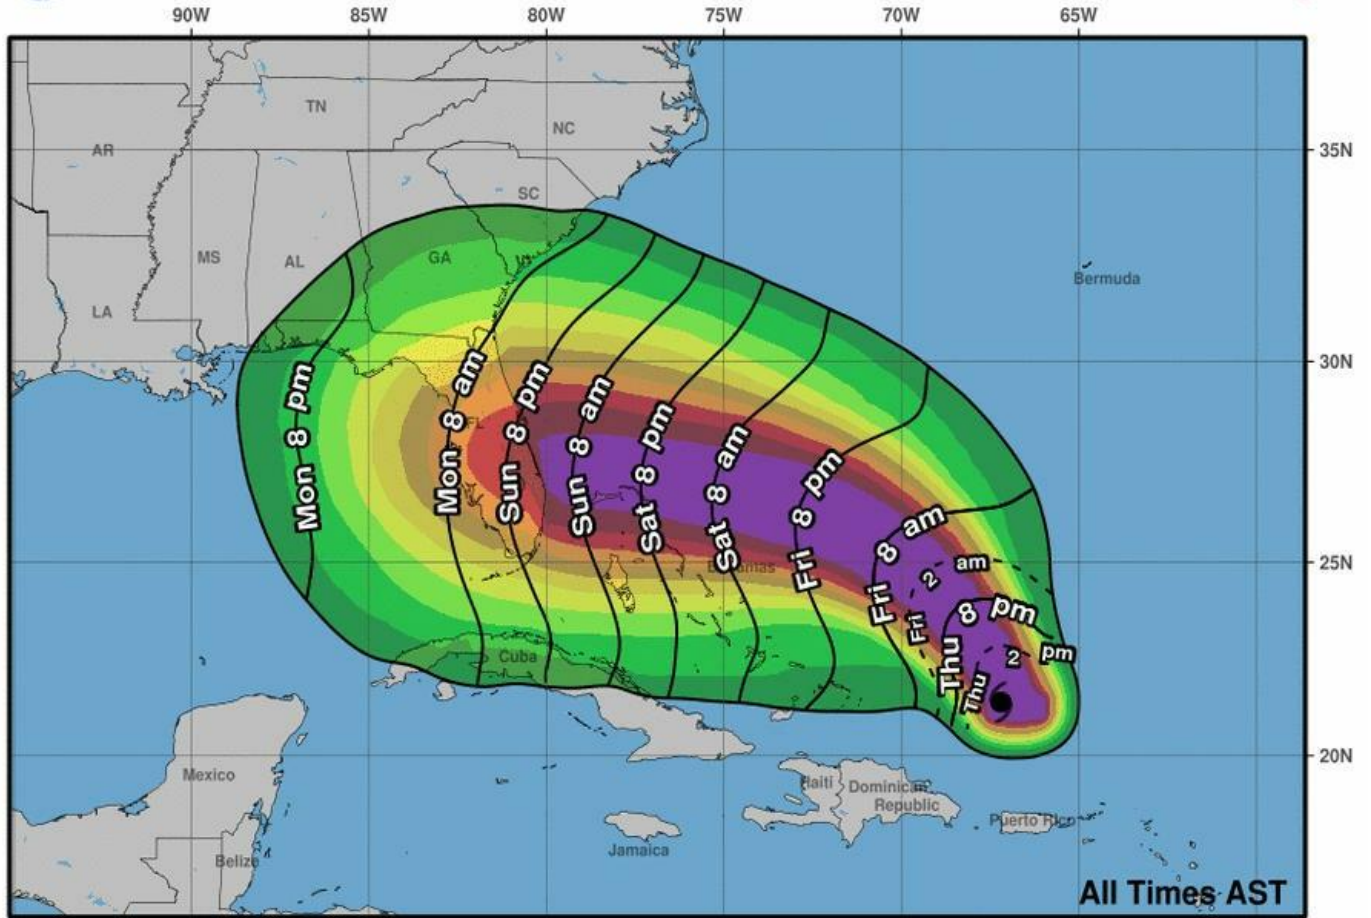 90W 85W 80W 75W 70W 65W
TN
NC
AR
35N
SC
MS AL GA
Bermuda
LA
30N
Mon 8 pm
Mon 8 am
Sun 8 pm
Sun 8 am
Sat 8 pm
Sat 8 am
Fri 8 pm
Fri 8 am
Fri 2 am
Thu 8 pm
Thu 2 pm
FL
25N
Bahamas
Cuba
20N
Mexico
Haiti
Dominican
Republic
Puerto Rico
Jamaica
Belize
All Times AST